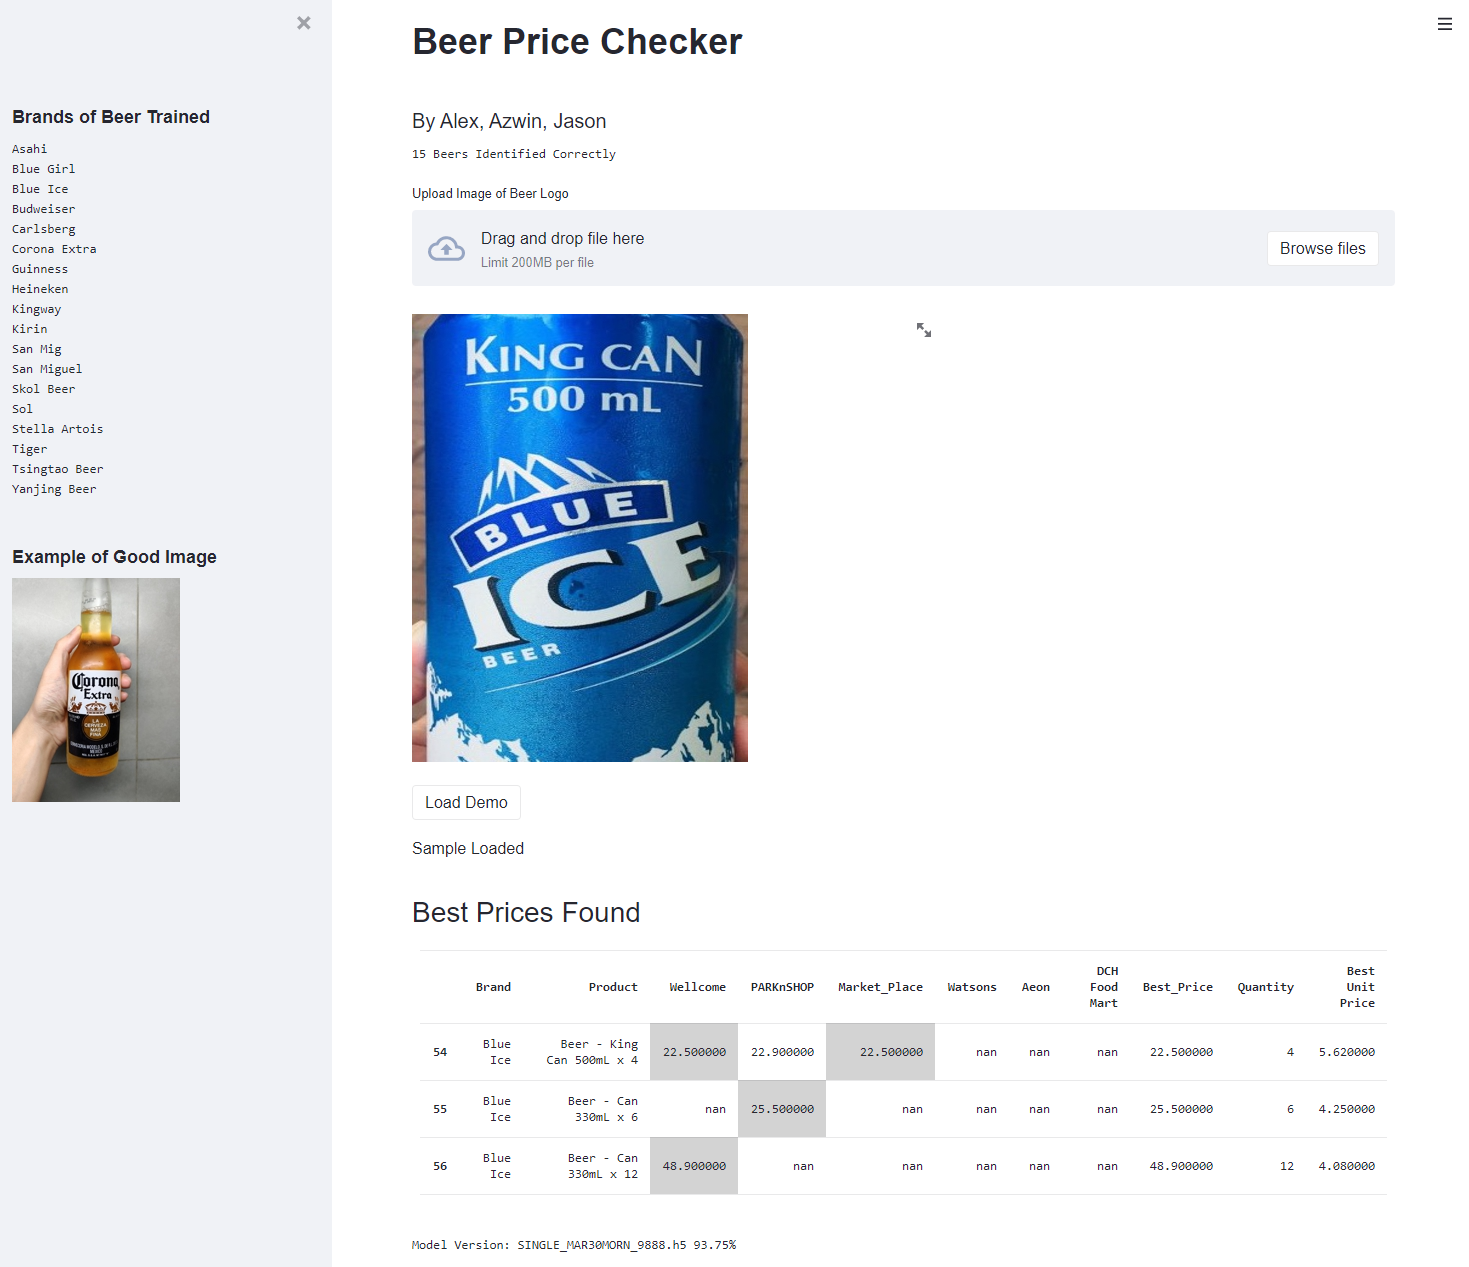 ×
Brands of Beer Trained
Asahi
Blue Girl
Blue Ice
Budweiser
Carlsberg
Corona Extra
Guinness
Heineken
Kingway
Kirin
San Mig
San Miguel
Skol Beer
Sol
Stella Artois
Tiger
Tsingtao Beer
Yanjing Beer
Example of Good Image
Corona
Extra
LA
CERVEZA
MAS
FINA
Beer Price Checker
By Alex, Azwin, Jason
15 Beers Identified Correctly
Upload Image of Beer Logo
Drag and drop file here
Limit 200MB per file
Browse files
KING CAN
500 mL
BLUE
ICE
BEER
Load Demo
Sample Loaded
Best Prices Found
Brand Product Wellcome PARKnSHOP Market_Place Watsons Aeon DCH Food Mart Best_Price Quantity Best Unit Price
54 Blue Ice Beer - King Can 500mL x 4 22.500000 22.900000 22.500000 nan nan nan 22.500000 4 5.620000
55 Blue Ice Beer - Can 330mL x 6 nan 25.500000 nan nan nan nan 25.500000 6 4.250000
56 Blue Ice Beer - Can 330mL x 12 48.900000 nan nan nan nan nan 48.900000 12 4.080000
Model Version: SINGLE_MAR30MORN_9888.h5 93.75%